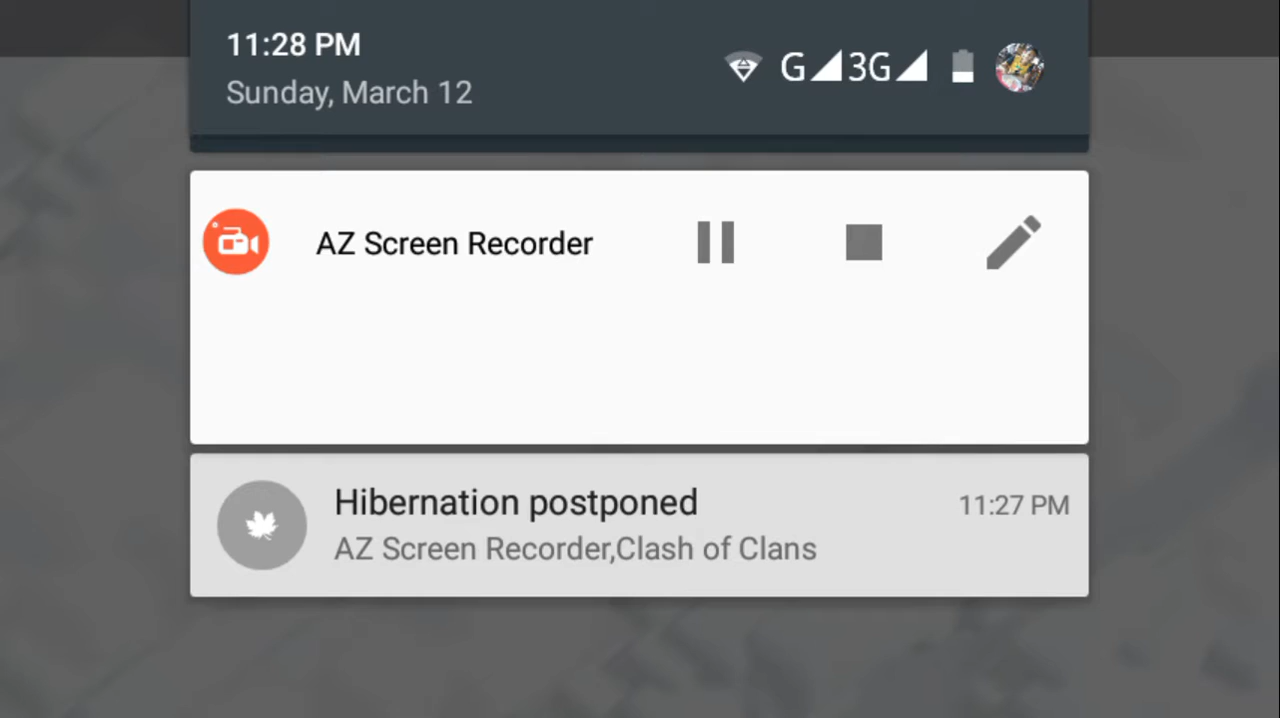 11:28 PM
Sunday, March 12
G 3G
AZ Screen Recorder
Hibernation postponed
11:27 PM
AZ Screen Recorder,Clash of Clans